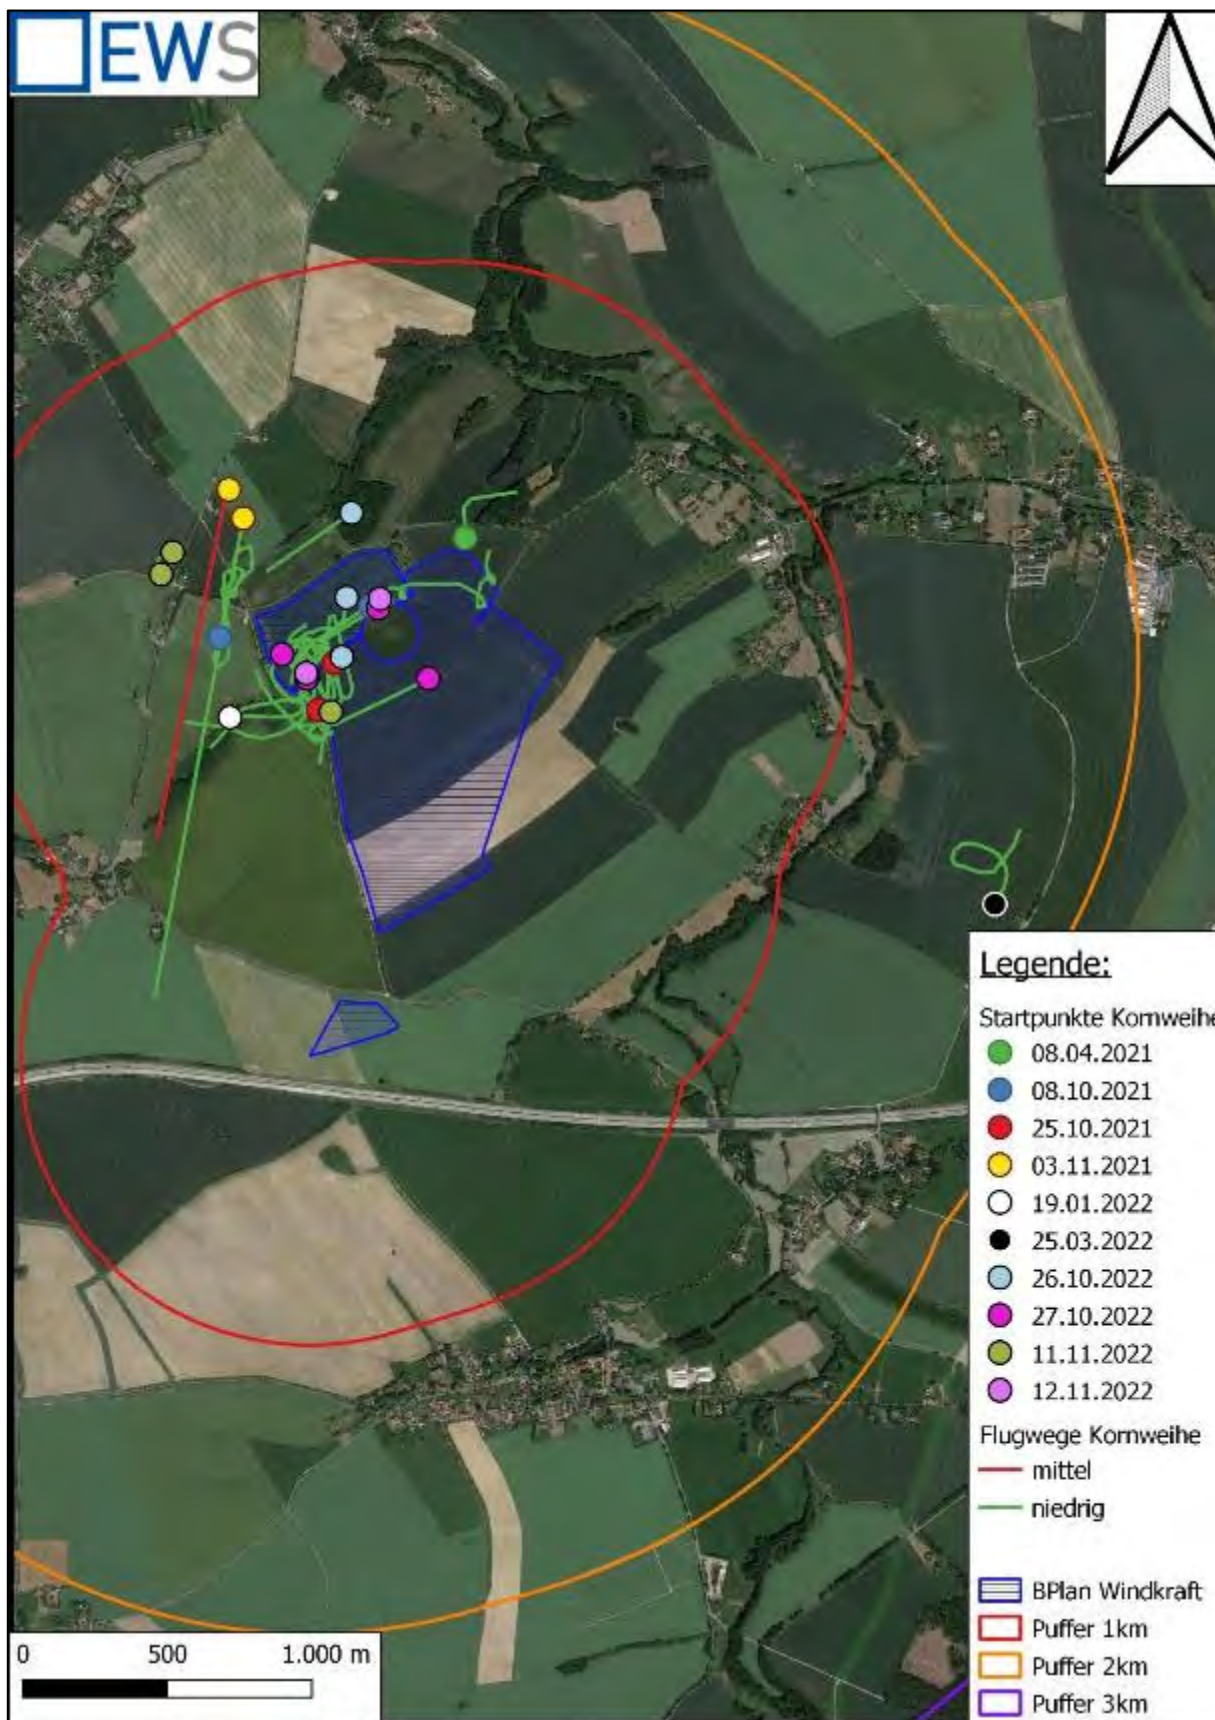 EWS
Legende:
Startpunkte Kornweihe
08.04.2021
08.10.2021
25.10.2021
03.11.2021
19.01.2022
25.03.2022
26.10.2022
27.10.2022
11.11.2022
12.11.2022
Flugwege Kornweihe
mittel
niedrig
BPlan Windkraft
Puffer 1km
Puffer 2km
Puffer 3km
0 500 1.000 m